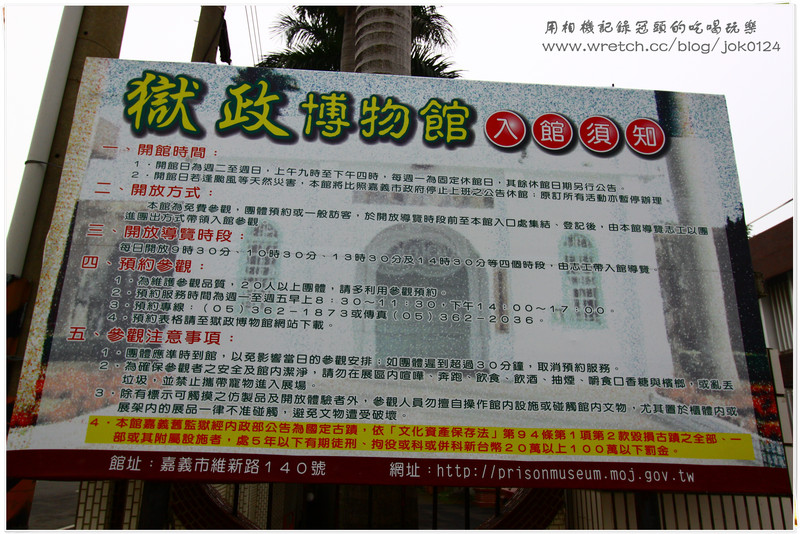 用相機記錄冠頤的吃喝玩樂
www.wretch.cc/blog/jok0124
獄政博物館入館須知
一、開館時間：
1．開館日為週二至週日，上午九時至下午四時，每週一為固定休館日，其餘休館日期另行公告。
2．開館日若逢颱風等天然災害，本館將比照嘉義市政府停止上班之公告休館；原訂所有活動亦暫停辦理。
二、開放方式：
本館為免費參觀，團體預約或一般訪客，於開放導覽時段前至本館入口處集結，登記後，由本館導覽志工以團
進團出方式帶領入館參觀。
三、開放導覽時段：
每日開放9時30分，10時30分，13時30分及14時30分等四個時段，由志工帶入館導覽。
四、預約參觀：
1．為維護參觀品質，20人以上團體，請多利用參觀預約。
2．預約服務時間為週一至週五早上8：30～11：30，下午14：00～17：00。
3．預約專線：（05）362－1873或傳真（05）362－2036。
4．預約表格請至獄政博物館網站下載。
五、參觀注意事項：
1．團體應準時到館，以免影響當日的參觀安排；如團體遲到超過30分鐘，取消預約服務。
2．為確保參觀者之安全及館內潔淨，請勿在展區內喧嘩、奔跑、飲食、飲酒、抽煙、嚼食口香糖與檳榔，或亂丟
垃圾，並禁止攜帶寵物進入展場。
3．除有標示可觸摸之仿製品及開放體驗者外，參觀人員勿擅自操作館內設施或碰觸館內文物，尤其置於櫃體內或
展架內的展品一律不准碰觸，避免文物遭受破壞。
4．本館嘉義舊監獄經內政部公告為國定古蹟，依「文化資產保存法」第94條第1項第2款毀損古蹟之全部、一
部或其附屬設施者，處5年以下有期徒刑、拘役或科或併科新台幣20萬以上100萬以下罰金。
館址：嘉義市維新路140號 網址：http://prisonmuseum.moj.gov.tw